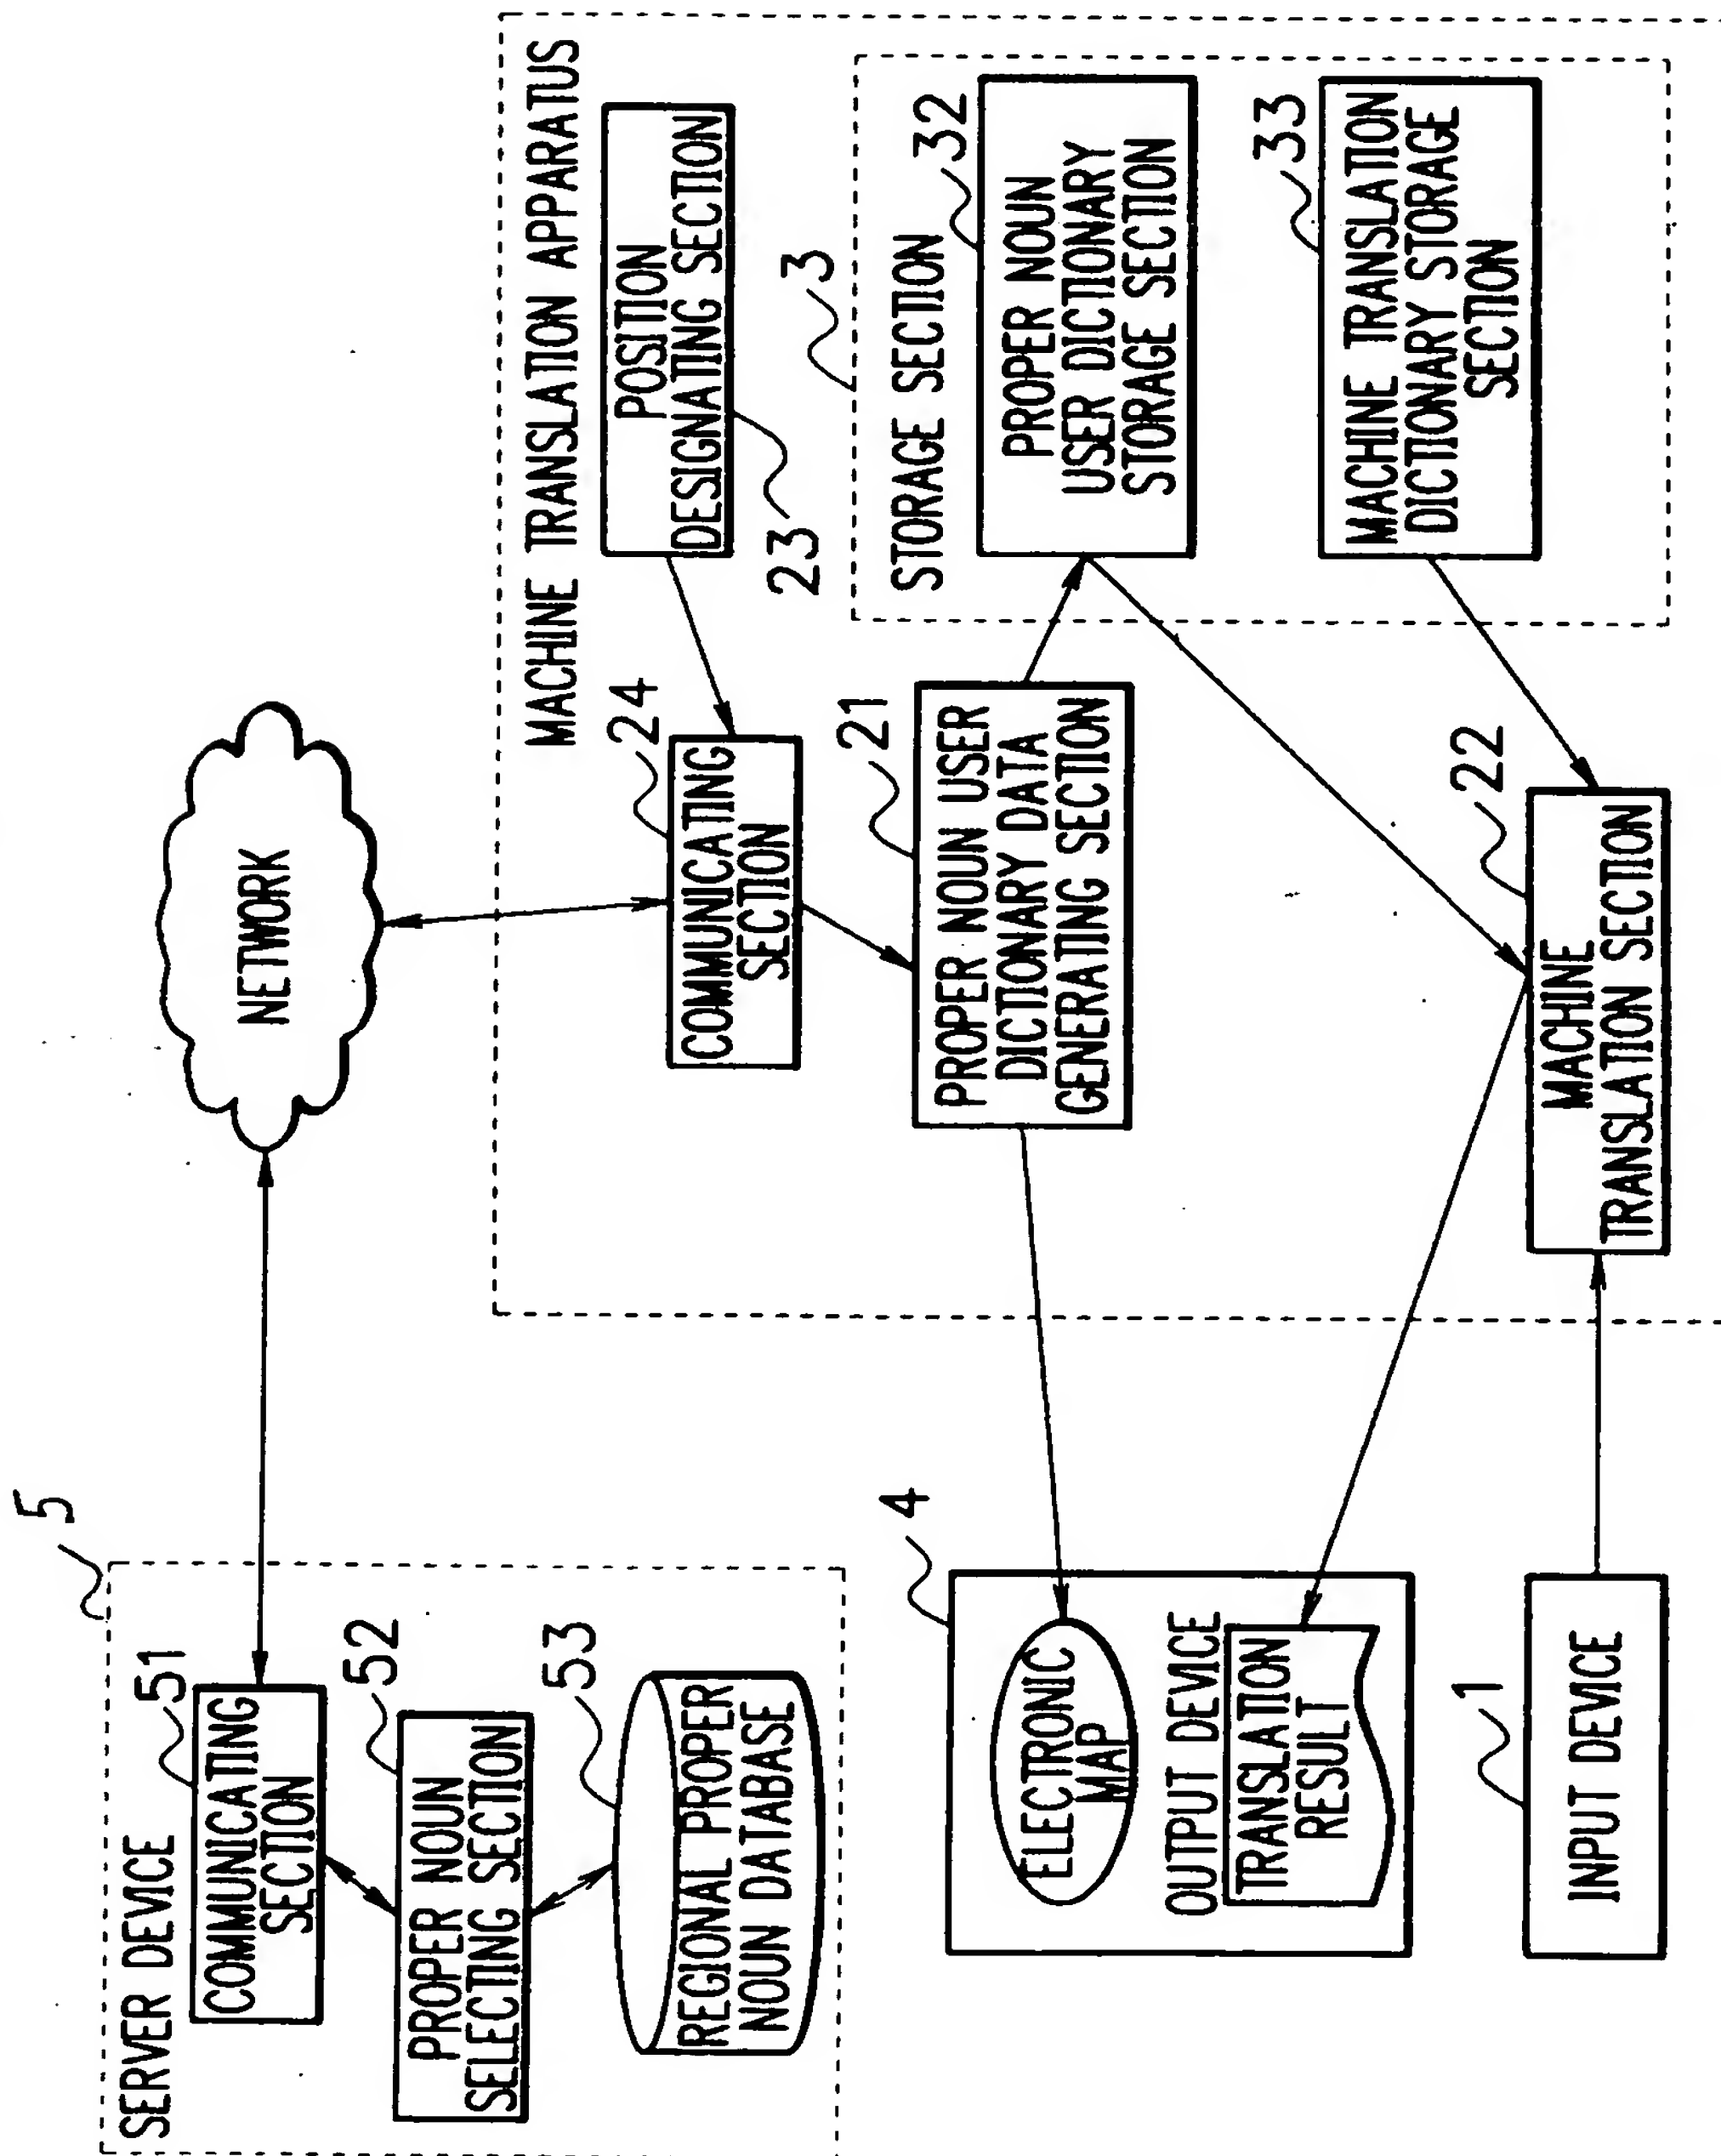 5
SERVER DEVICE
51
COMMUNICATING
SECTION
52
PROPER NOUN
SELECTING SECTION
53
REGIONAL PROPER
NOUN DATABASE
NETWORK
MACHINE TRANSLATION APPARATUS
24
COMMUNICATING
SECTION
POSITION
DESIGNATING SECTION
23
21
PROPER NOUN USER
DICTIONARY DATA
GENERATING SECTION
3
STORAGE SECTION
32
PROPER NOUN
USER DICTIONARY
STORAGE SECTION
33
MACHINE TRANSLATION
DICTIONARY STORAGE
SECTION
4
ELECTRONIC
MAP
OUTPUT DEVICE
TRANSLATION
RESULT
22
MACHINE
TRANSLATION SECTION
1
INPUT DEVICE